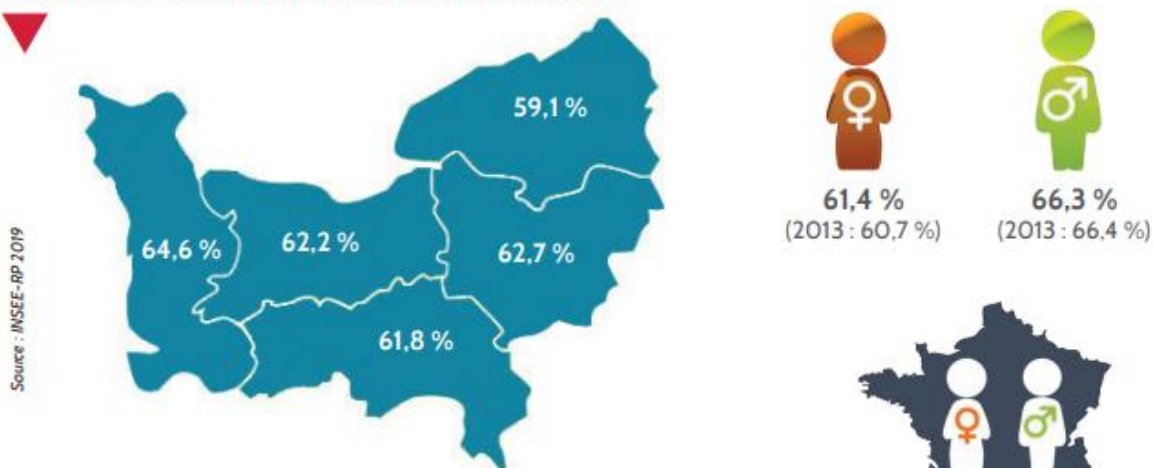 59,1 %
64,6 %
62,2 %
62,7 %
61,8 %
Source : INSEE-RP 2019
61,4 %
(2013 : 60,7 %)
66,3 %
(2013 : 66,4 %)